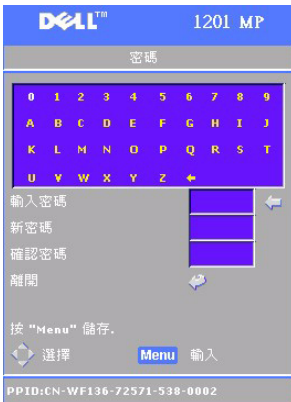 DELL™ 1201 MP
密碼
0 1 2 3 4 5 6 7 8 9
A B C D E F G H I J
K L M N O P Q R S T
U V W X Y Z
輸入密碼
新密碼
確認密碼
離開
按 "Menu" 儲存.
選擇 Menu 輸入
PPID:CN-WF136-72571-538-0002